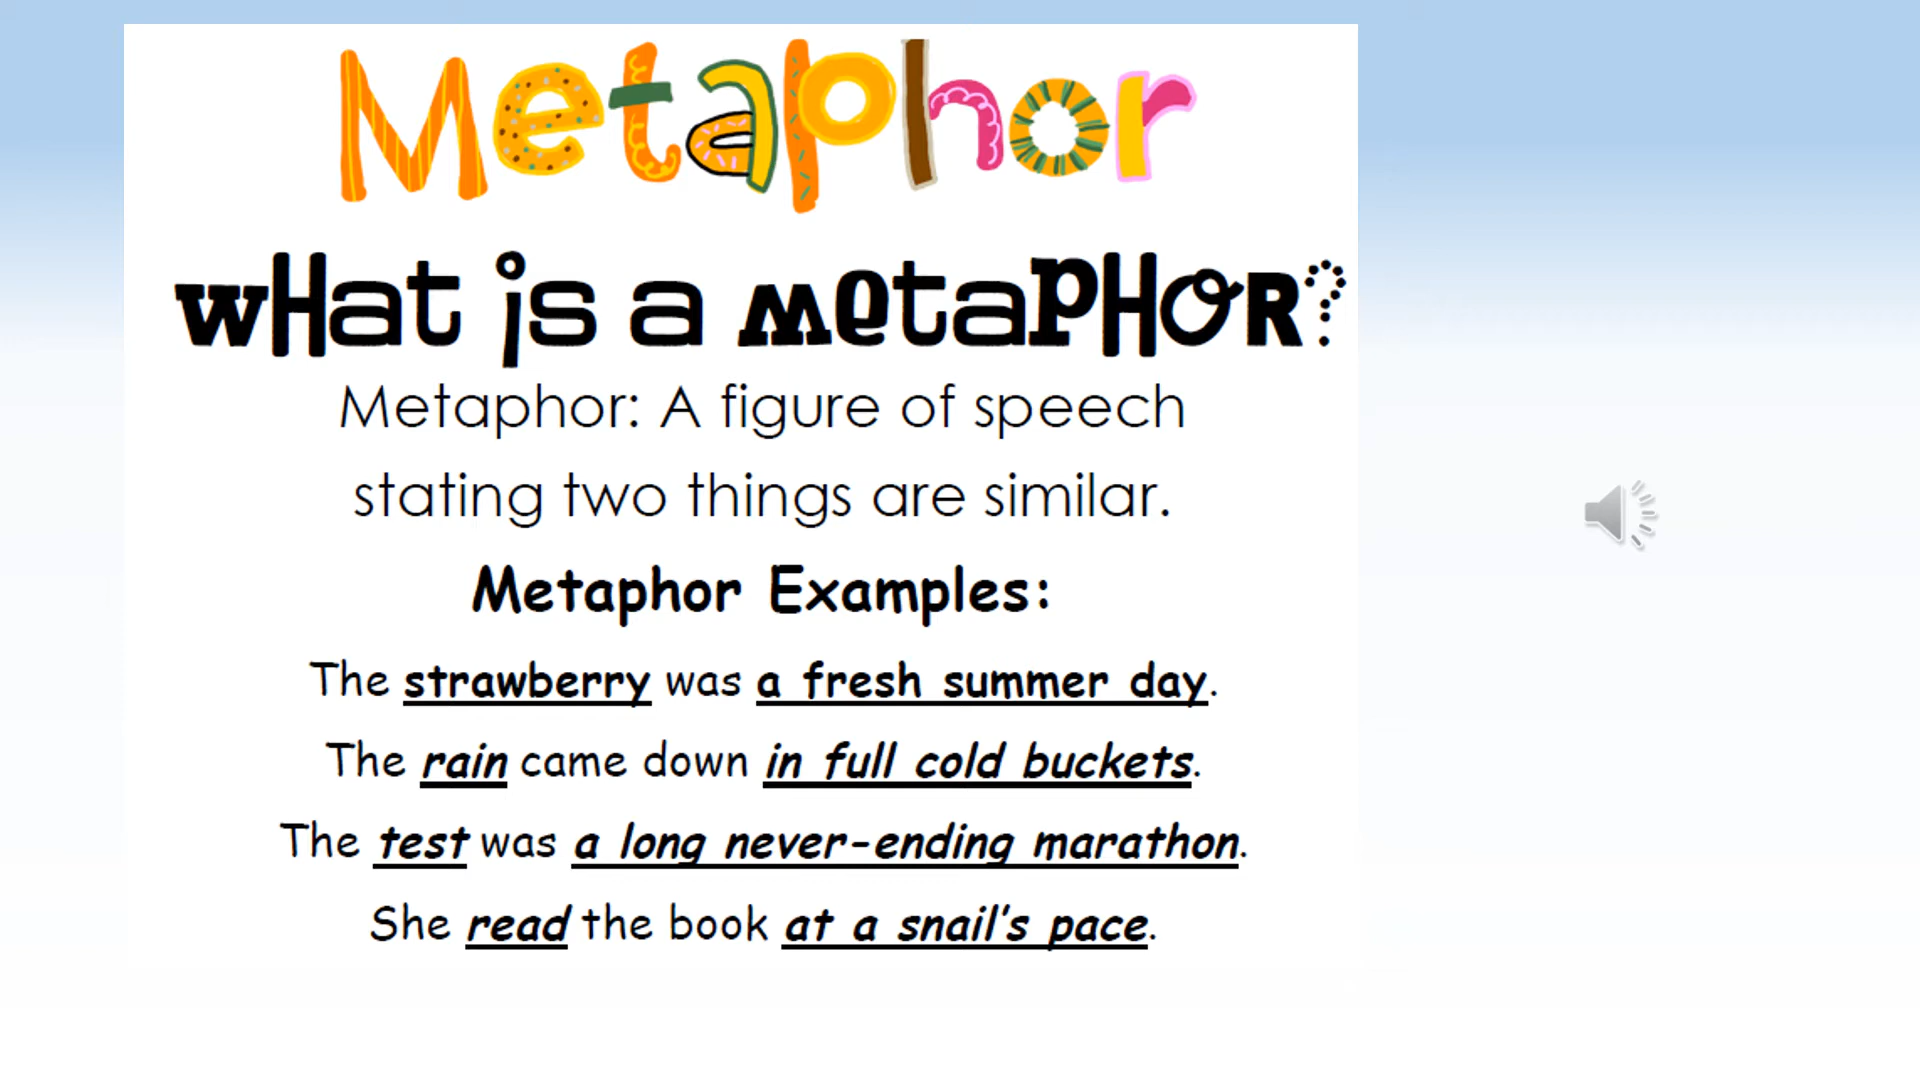 Metaphor
wHat is a metaPHOR?
Metaphor: A figure of speech
stating two things are similar.
Metaphor Examples:
The strawberry was a fresh summer day.
The rain came down in full cold buckets.
The test was a long never-ending marathon.
She read the book at a snail's pace.